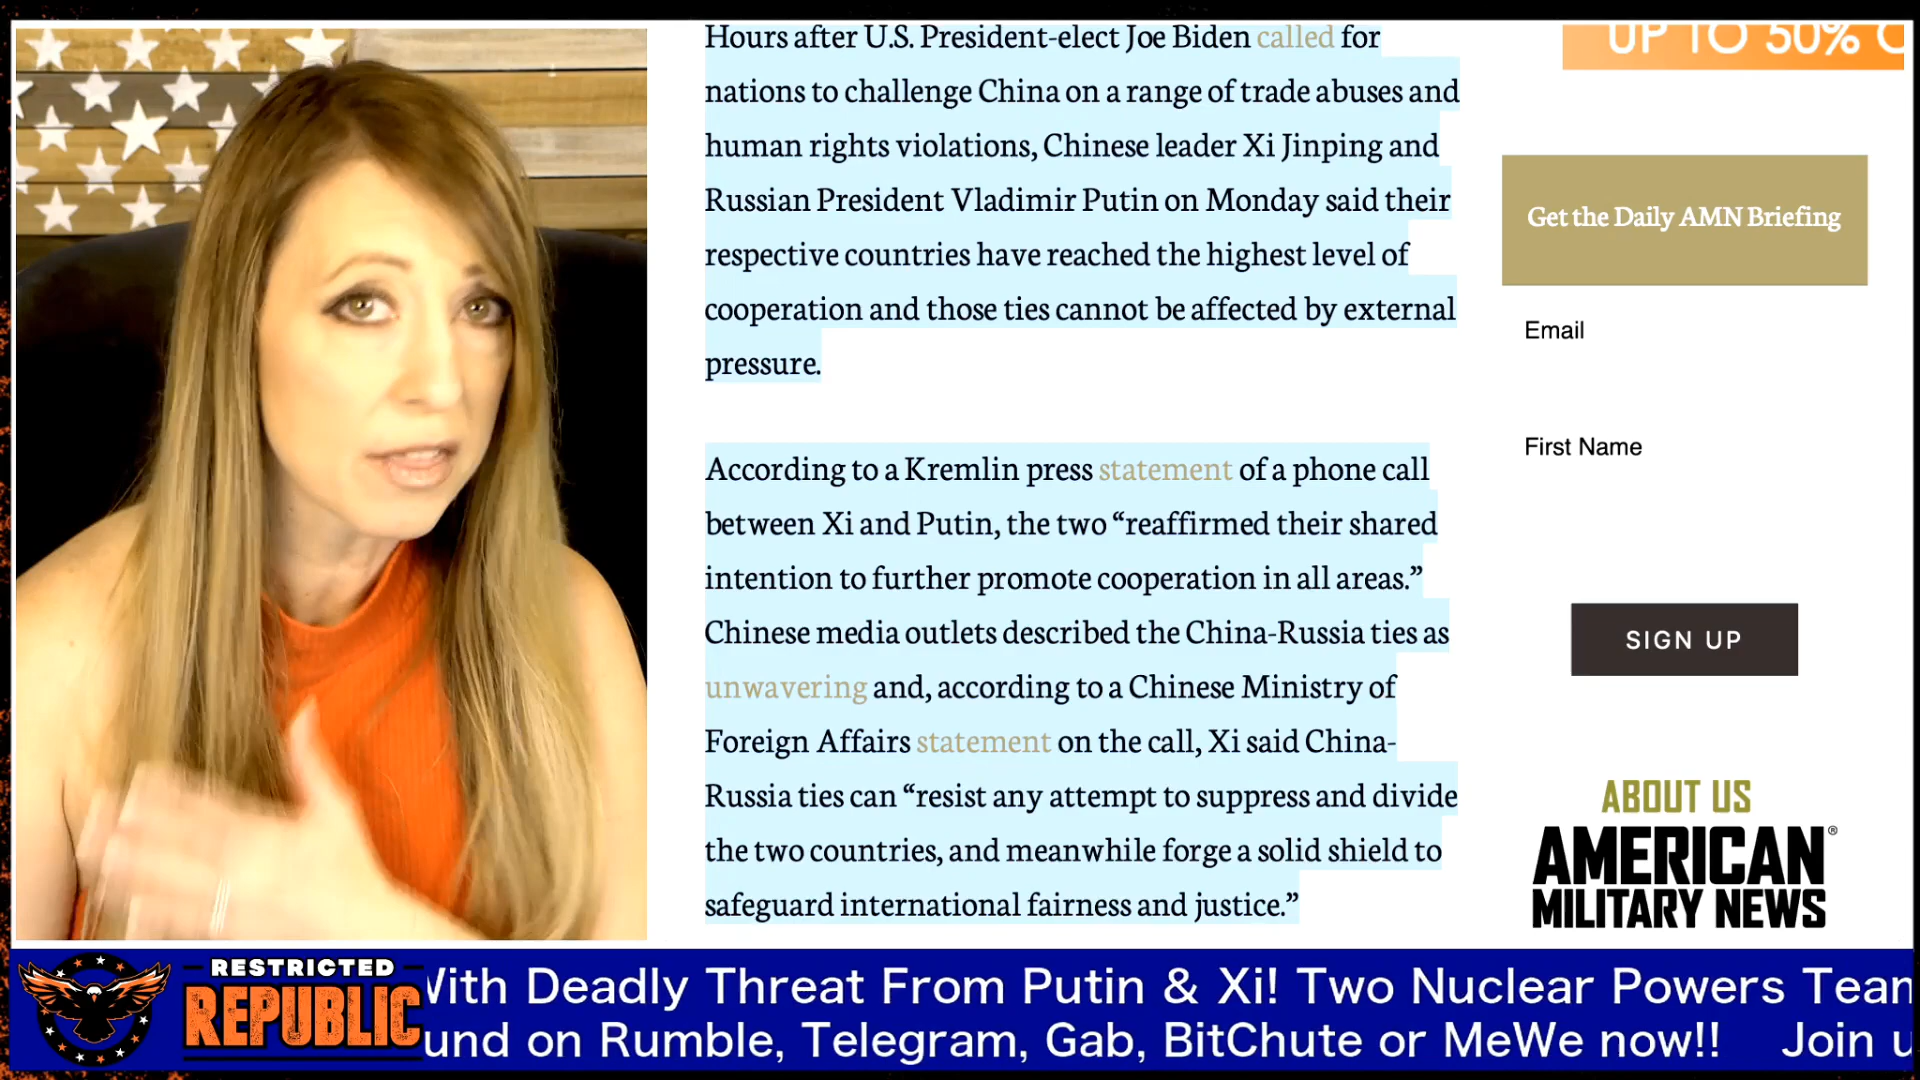 Hours after U.S. President-elect Joe Biden called for
nations to challenge China on a range of trade abuses and
human rights violations, Chinese leader Xi Jinping and
Russian President Vladimir Putin on Monday said their
respective countries have reached the highest level of
cooperation and those ties cannot be affected by external
pressure.
According to a Kremlin press statement of a phone call
between Xi and Putin, the two “reaffirmed their shared
intention to further promote cooperation in all areas.”
Chinese media outlets described the China-Russia ties as
unwavering and, according to a Chinese Ministry of
Foreign Affairs statement on the call, Xi said China-
Russia ties can “resist any attempt to suppress and divide
the two countries, and meanwhile forge a solid shield to
safeguard international fairness and justice.”
UP TO 50% O
Get the Daily AMN Briefing
Email
First Name
SIGN UP
ABOUT US
AMERICAN®
MILITARY NEWS
RESTRICTED
REPUBLIC
With Deadly Threat From Putin & Xi! Two Nuclear Powers Team
und on Rumble, Telegram, Gab, BitChute or MeWe now!! Join u